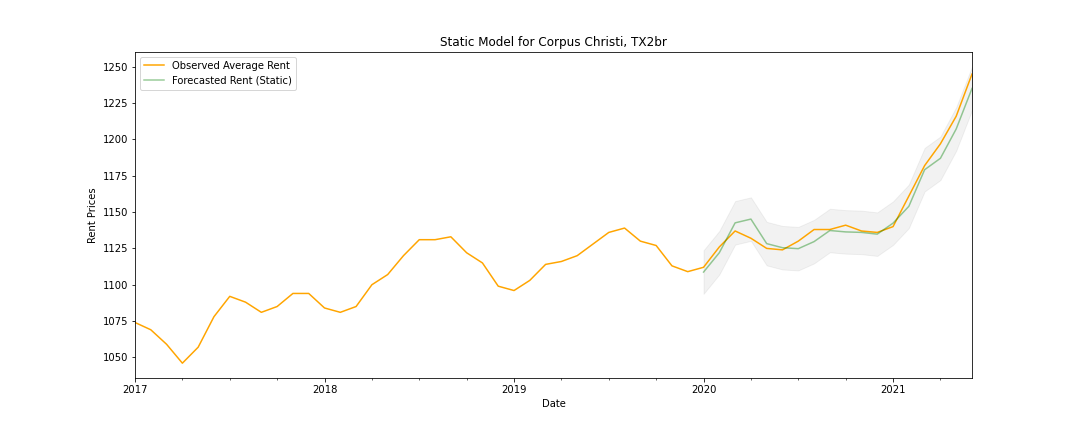 Static Model for Corpus Christi, TX2br
Observed Average Rent
Forecasted Rent (Static)
1250
1225
1200
1175
1150
1125
1100
1075
1050
Rent Prices
2017
2018
2019
2020
2021
Date